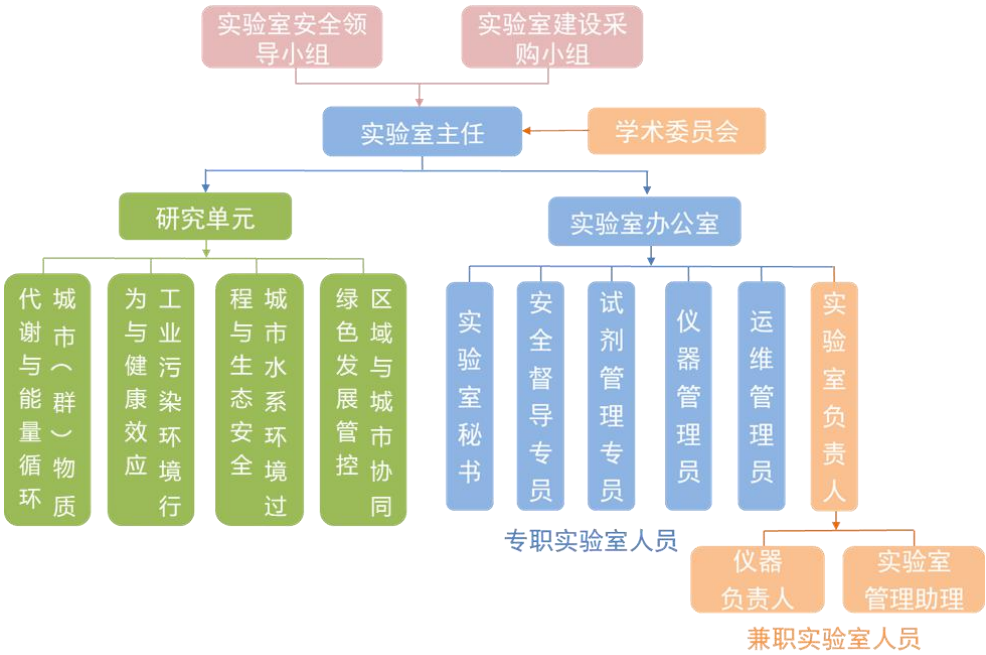 实验室安全领
导小组
实验室建设采
购小组
实验室主任
学术委员会
研究单元
实验室办公室
城市（群）物质
代谢与能量循环
工业污染环境行
为与健康效应
城市水系环境过
程与生态安全
区域与城市协同
绿色发展管控
实验室秘书
安全督导专员
试剂管理专员
仪器管理员
运维管理员
实验室负责人
专职实验室人员
仪器
负责人
实验室
管理助理
兼职实验室人员